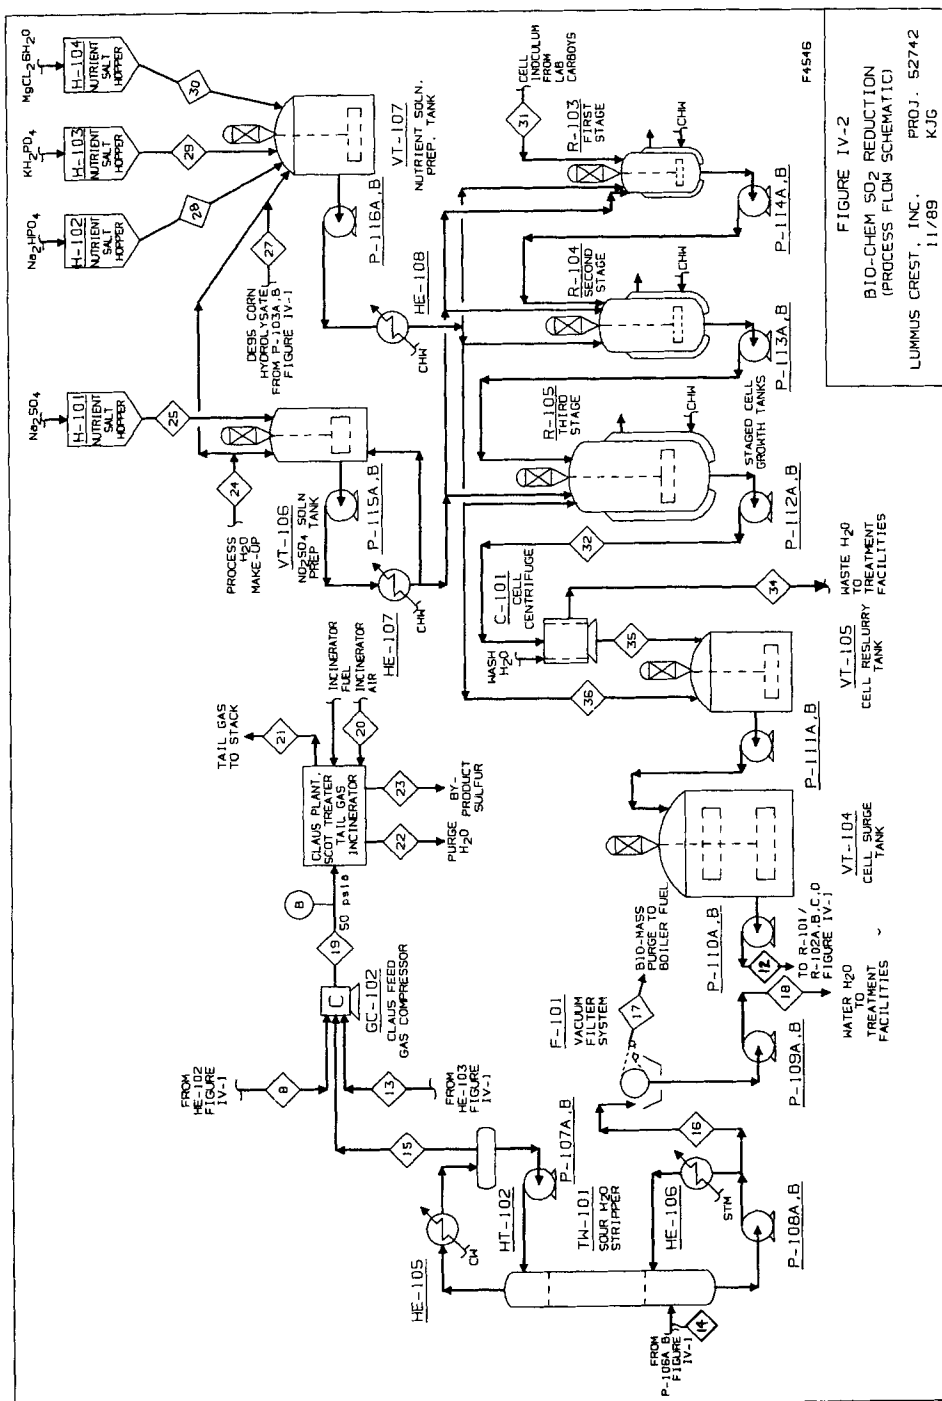 MgCL2 6H2O
H-104
NUTRIENT
SALT
HOPPER
30
KH2PO4
H-103
NUTRIENT
SALT
HOPPER
29
Na2HPO4
H-102
NUTRIENT
SALT
HOPPER
28
VT-107
NUTRIENT SOLN.
PREP. TANK
27
DESS CORN
HYDROLYSATE
FROM P-103A,B
FIGURE IV-1
P-116A,B
HE-108
CHW
Na2SO4
H-101
NUTRIENT
SALT
HOPPER
25
24
PROCESS
H2O
MAKE-UP
VT-106
ND2SO4 SOLN
PREP TANK
P-115A,B
HE-107
CHW
CELL
INOCULUM
FROM
LAB
CARBOYS
31
R-103
FIRST
STAGE
CHW
P-114A,B
R-104
SECOND
STAGE
CHW
P-113A,B
R-105
THIRD
STAGE
CHW
STAGED CELL
GROWTH TANKS
P-112A,B
32
C-101
CELL
CENTRIFUGE
WASH
H2O
34
WASTE H2O
TO
TREATMENT
FACILITIES
35
36
VT-105
CELL RESLURRY
TANK
P-111A,B
VT-104
CELL SURGE
TANK
P-110A,B
12
TO R-101/
R-102A,B,C,D
FIGURE IV-1
INCINERATOR
FUEL
INCINERATOR
AIR
20
TAIL GAS
TO STACK
21
CLAUS PLANT,
SCOT TREATER
TAIL GAS
INCINERATOR
23
BY-
PRODUCT
SULFUR
22
PURGE
H2O
B
50 psia
19
C
GC-102
CLAUS FEED
GAS COMPRESSOR
FROM
HE-102
FIGURE
IV-1
8
13
FROM
HE-103
FIGURE
IV-1
15
HE-105
CW
HT-102
P-107A,B
TW-101
SOUR H2O
STRIPPER
HE-106
STM
P-108A,B
FROM
P-106A B
FIGURE
IV-1
14
16
F-101
VACUUM
FILTER
SYSTEM
17
BIO-MASS
PURGE TO
BOILER FUEL
P-109A,B
18
WATER H2O
TO
TREATMENT
FACILITIES
F4546
FIGURE IV-2
BIO-CHEM SO2 REDUCTION
(PROCESS FLOW SCHEMATIC)
LUMMUS CREST, INC. PROJ. 52742
11/89 KJG